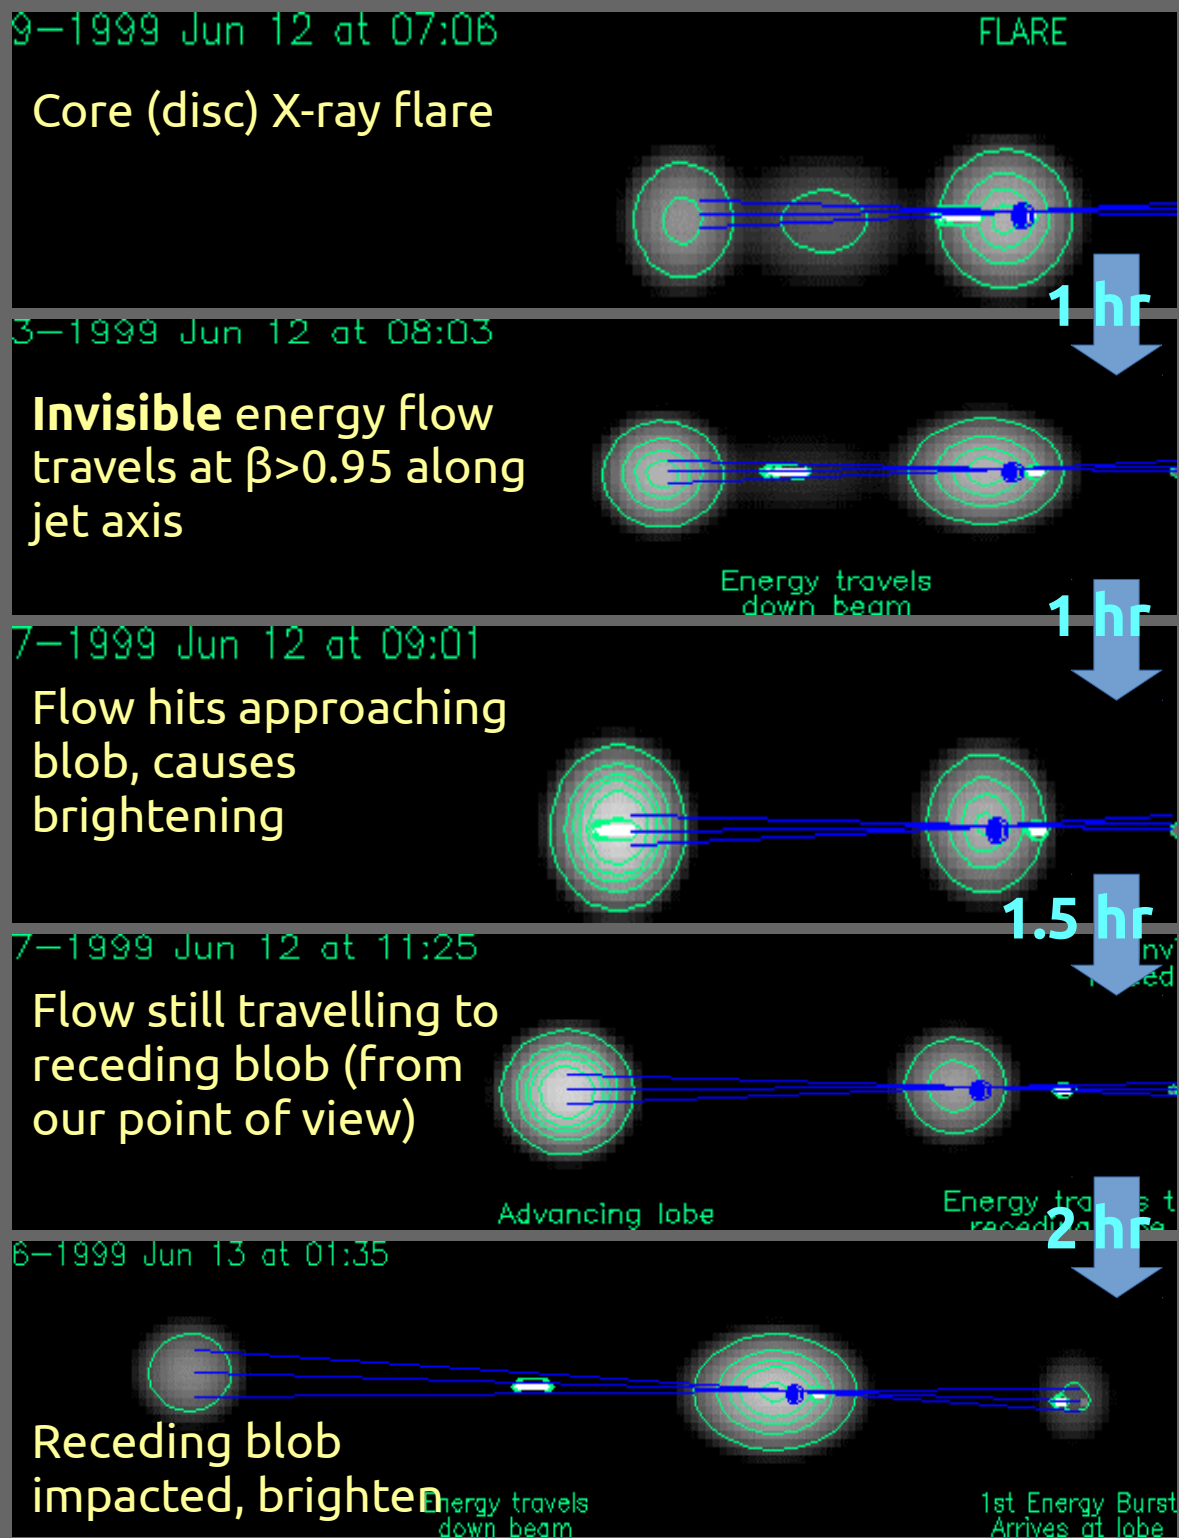 9-1999 Jun 12 at 07:06
FLARE
Core (disc) X-ray flare
1 hr
3-1999 Jun 12 at 08:03
Invisible energy flow
travels at β>0.95 along
jet axis
Energy travels
down beam
1 hr
7-1999 Jun 12 at 09:01
Flow hits approaching
blob, causes
brightening
1.5 hr
7-1999 Jun 12 at 11:25
Flow still travelling to
receding blob (from
our point of view)
Advancing lobe
Energy
2 hr
6-1999 Jun 13 at 01:35
Receding blob
impacted, brighten
Energy travels
down beam
1st Energy Burst
Arrives at lobe